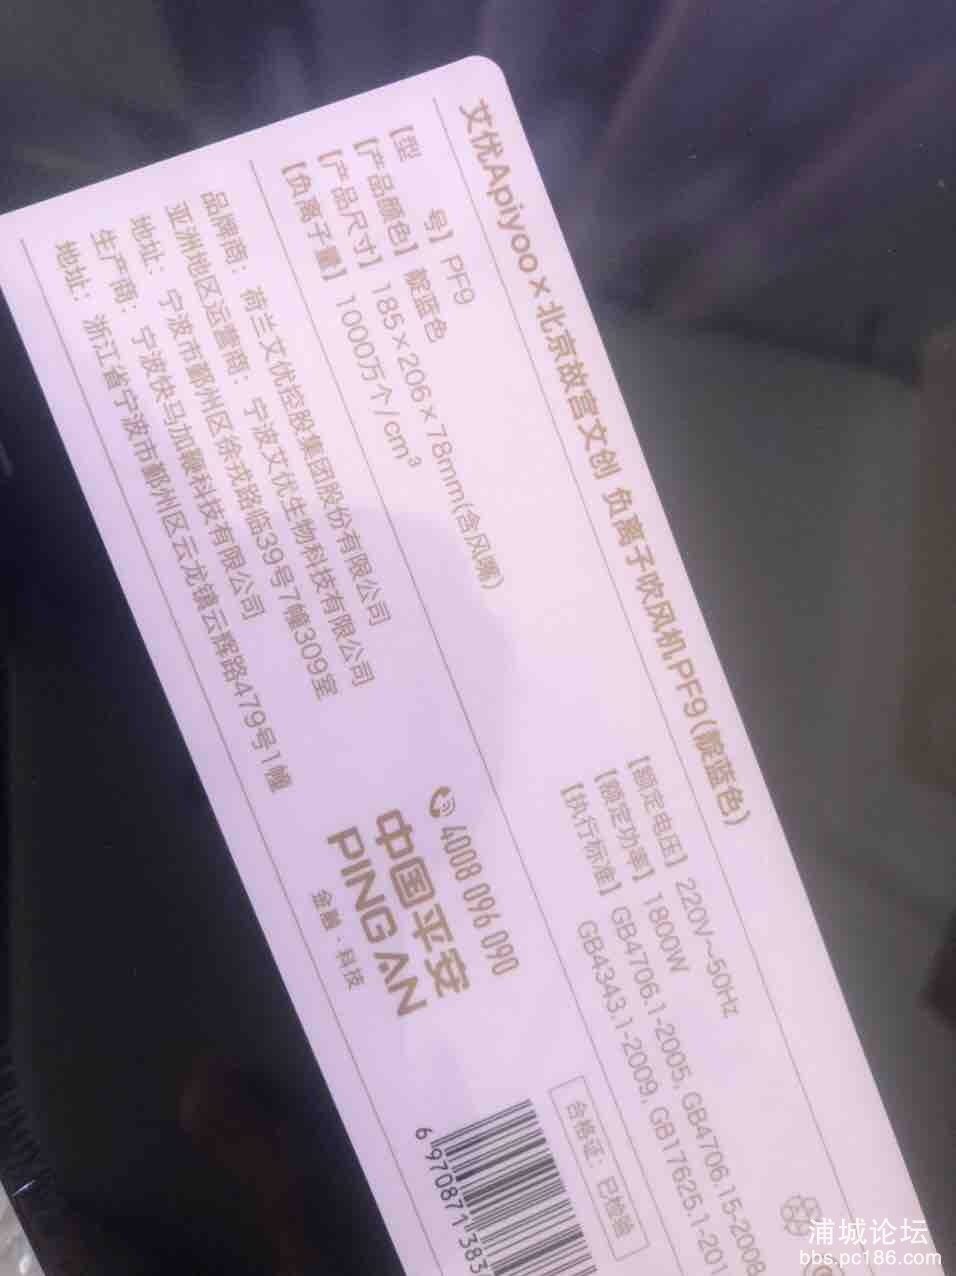 艾优Apiyoo×北京故宫文创 负离子吹风机PF9(靛蓝色)
【型 号】PF9
【产品颜色】靛蓝色
【产品尺寸】185×206×78mm(含风嘴)
【负离子量】1000万个/cm³
【额定电压】220V~50Hz
【额定功率】1800W
【执行标准】GB4706.1-2005, GB4706.15-2008
GB4343.1-2009, GB17625.1-201
品牌商：荷兰艾优控股集团股份有限公司
亚洲地区运营商：宁波艾优生物科技有限公司
地址：宁波市鄞州区徐戎路临39号7幢309室
生产商：宁波快马加鞭科技有限公司
地址：浙江省宁波市鄞州区云龙镇云辉路479号1幢
4008 096 090
中国平安
PING AN
金融·科技
合格证：已检验
6 970871 383
浦城论坛
bbs.pc186.com